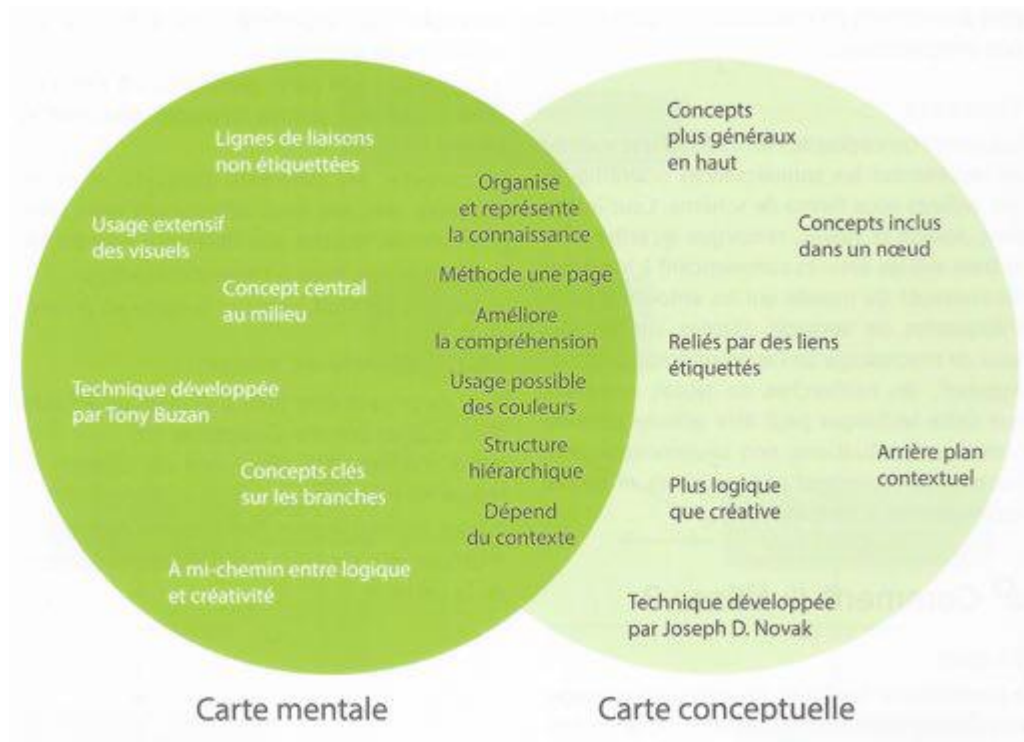 Lignes de liaisons
non étiquettées
Usage extensif
des visuels
Concept central
au milieu
Technique développée
par Tony Buzan
Concepts clés
sur les branches
À mi-chemin entre logique
et créativité
Organise
et représente
la connaissance
Méthode une page
Améliore
la compréhension
Usage possible
des couleurs
Structure
hiérarchique
Dépend
du contexte
Concepts
plus généraux
en haut
Concepts inclus
dans un nœud
Reliés par des liens
étiquettés
Arrière plan
contextuel
Plus logique
que créative
Technique développée
par Joseph D. Novak
Carte mentale
Carte conceptuelle